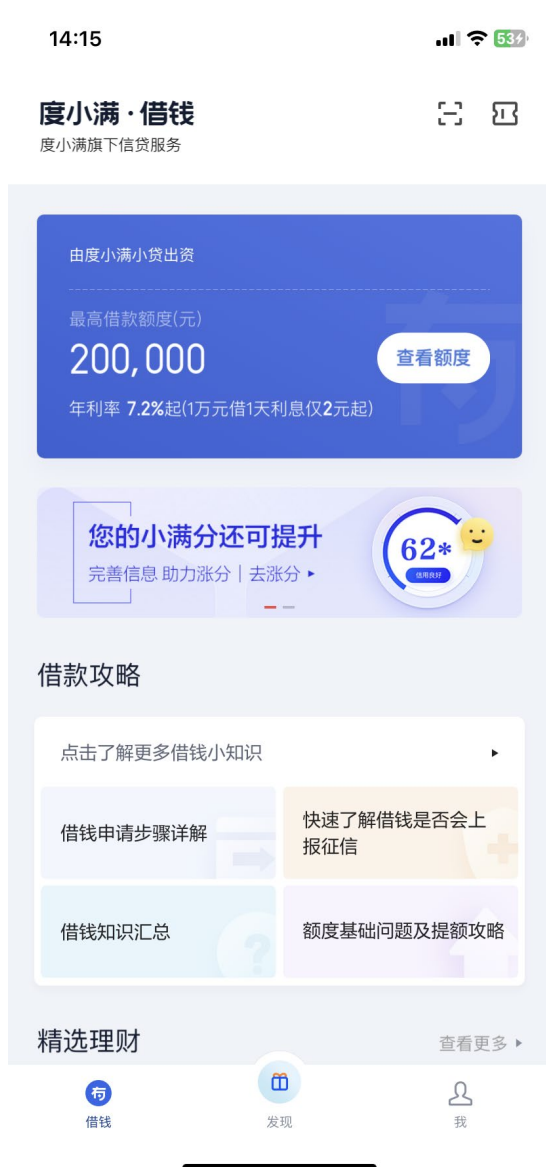 14:15
53
度小满·借钱
度小满旗下信贷服务
由度小满小贷出资
最高借款额度(元)
200,000
查看额度
年利率 7.2%起(1万元借1天利息仅2元起)
有
您的小满分还可提升
完善信息 助力涨分｜去涨分
62*
信用良好
借款攻略
点击了解更多借钱小知识
借钱申请步骤详解
快速了解借钱是否会上
报征信
借钱知识汇总
?
额度基础问题及提额攻略
精选理财
查看更多
有
借钱
发现
我